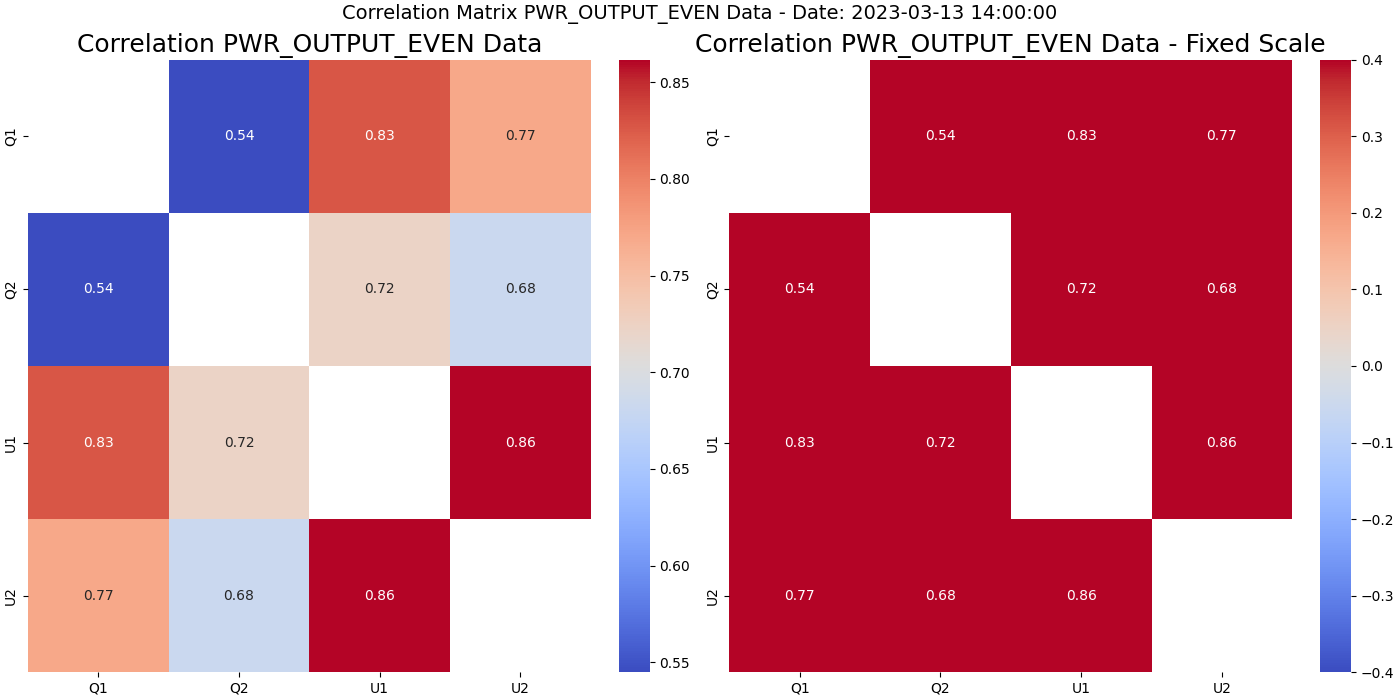 Correlation Matrix PWR_OUTPUT_EVEN Data - Date: 2023-03-13 14:00:00
Correlation PWR_OUTPUT_EVEN Data
Q1
0.54
0.83
0.77
Q2
0.54
0.72
0.68
U1
0.83
0.72
0.86
U2
0.77
0.68
0.86
Q1
Q2
U1
U2
0.85
0.80
0.75
0.70
0.65
0.60
0.55
Correlation PWR_OUTPUT_EVEN Data - Fixed Scale
Q1
0.54
0.83
0.77
Q2
0.54
0.72
0.68
U1
0.83
0.72
0.86
U2
0.77
0.68
0.86
Q1
Q2
U1
U2
0.4
0.3
0.2
0.1
0.0
−0.1
−0.2
−0.3
−0.4